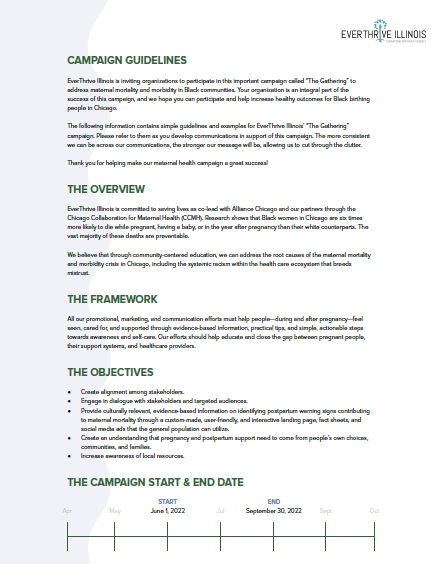 EVERTHRIVE ILLINOIS
CAMPAIGN GUIDELINES
EverThrive Illinois is inviting organizations to participate in this important campaign called "The Gathering" to
address maternal mortality and morbidity in Black communities. Your organization is an integral part of the
success of this campaign, and we hope you can participate and help increase healthy outcomes for Black birthing
people in Chicago.
The following information contains simple guidelines and examples for EverThrive Illinois' "The Gathering"
campaign. Please refer to them as you develop communications in support of this campaign. The more consistent
we can be across our communications, the stronger our message will be, allowing us to cut through the clutter.
Thank you for helping make our maternal health campaign a great success!
THE OVERVIEW
EverThrive Illinois is committed to saving lives as co-lead with Alliance Chicago and our partners through the
Chicago Collaboration for Maternal Health (CCMH). Research shows that Black women in Chicago are six times
more likely to die while pregnant, having a baby, or in the year after pregnancy than their white counterparts. The
vast majority of these deaths are preventable.
We believe that through community-centered education, we can address the root causes of the maternal mortality
and morbidity crisis in Chicago, including the systemic racism within the health care ecosystem that breeds
mistrust.
THE FRAMEWORK
All our promotional, marketing, and communication efforts must help people—during and after pregnancy—feel
seen, cared for, and supported through evidence-based information, practical tips, and simple, actionable steps
towards awareness and self-care. Our efforts should help educate and close the gap between pregnant people,
their support systems, and healthcare providers.
THE OBJECTIVES
• Create alignment among stakeholders.
• Engage in dialogue with stakeholders and targeted audiences.
• Provide culturally relevant, evidence-based information on identifying postpartum warning signs contributing
to maternal mortality through a custom-made, user-friendly, and interactive landing page, fact sheets, and
social media ads that the general population can utilize.
• Create an understanding that pregnancy and postpartum support need to come from people's own choices,
communities, and families.
• Increase awareness of local resources.
THE CAMPAIGN START & END DATE
START END
Apr May June 1, 2022 Jul September 30, 2022 Sept Oct